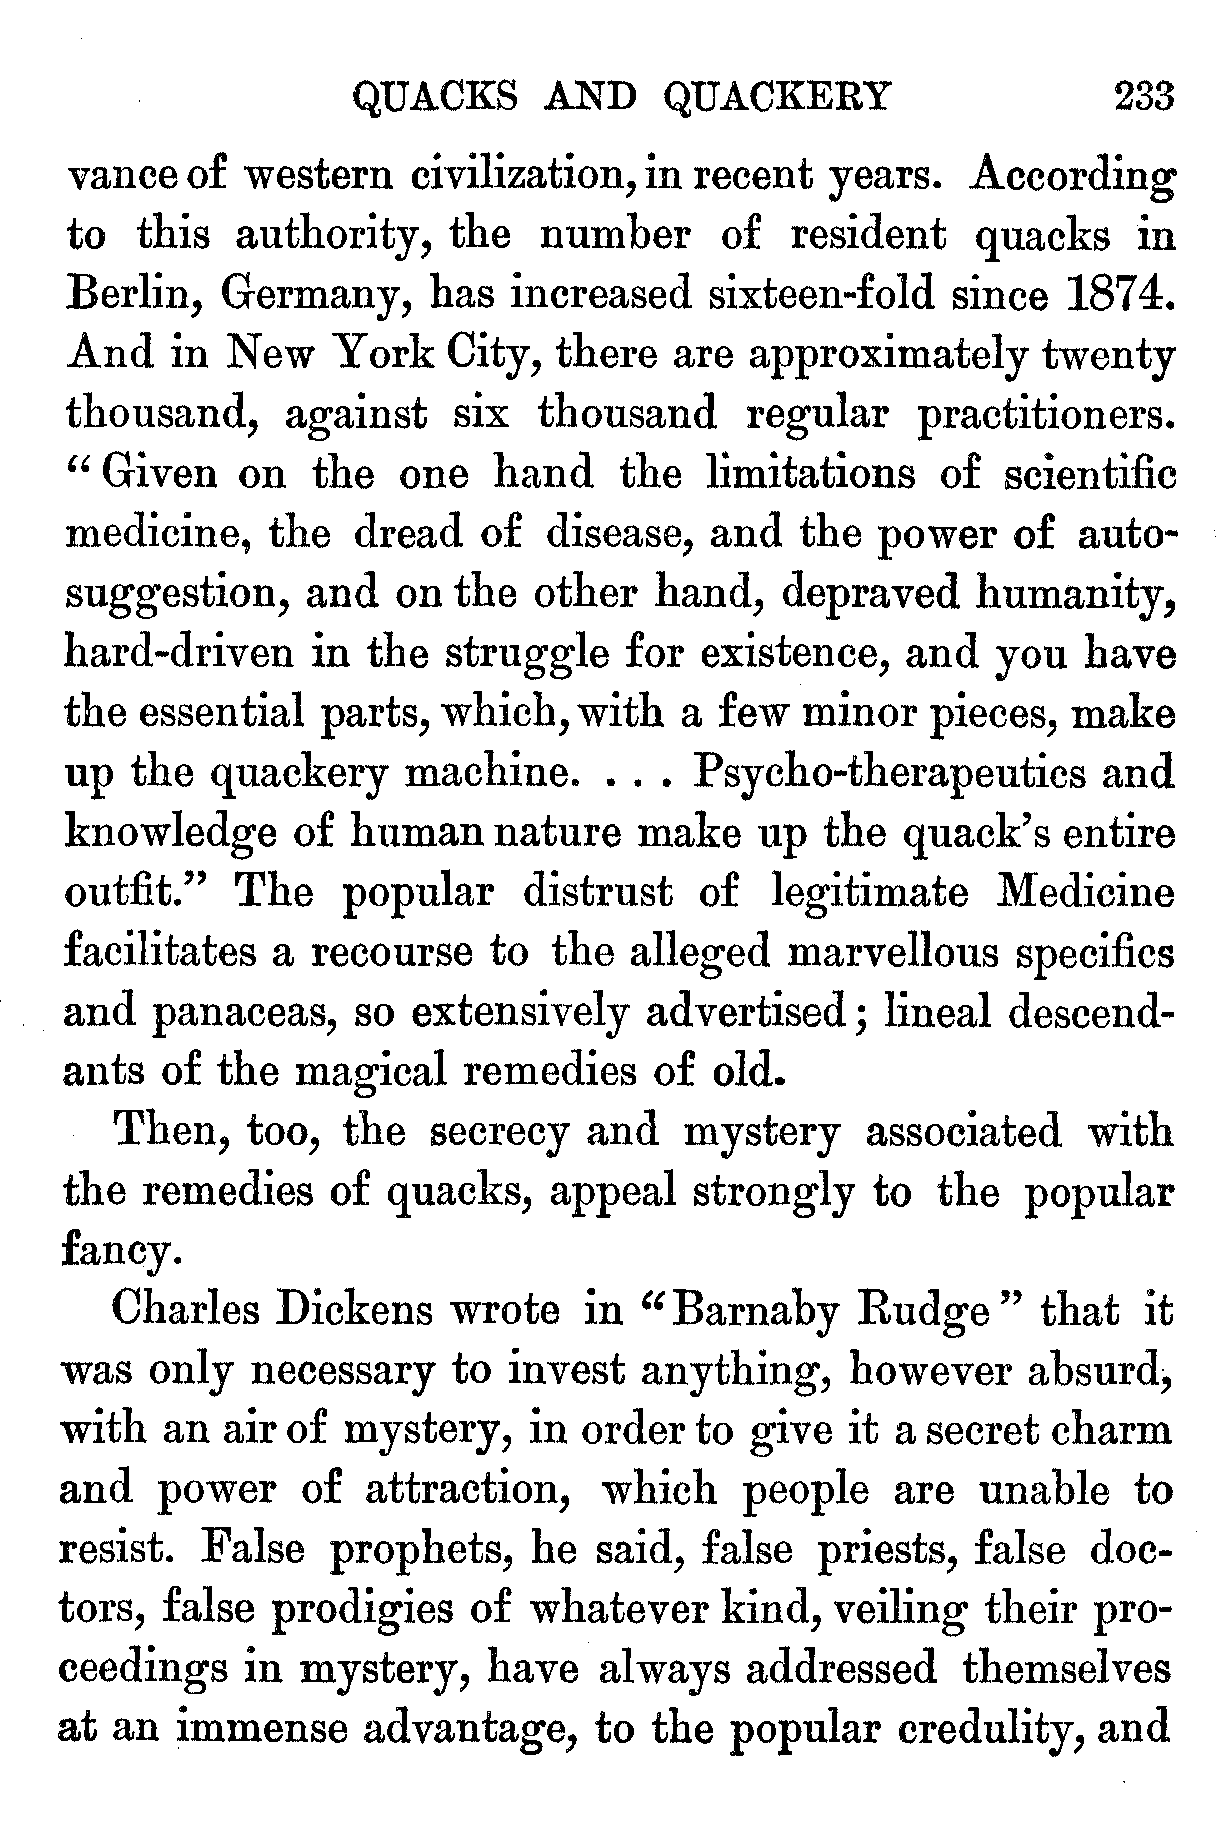 QUACKS AND QUACKERY 233
vance of western civilization, in recent years. According
to this authority, the number of resident quacks in
Berlin, Germany, has increased sixteen-fold since 1874.
And in New York City, there are approximately twenty
thousand, against six thousand regular practitioners.
“Given on the one hand the limitations of scientific
medicine, the dread of disease, and the power of auto-
suggestion, and on the other hand, depraved humanity,
hard-driven in the struggle for existence, and you have
the essential parts, which, with a few minor pieces, make
up the quackery machine. . . . Psycho-therapeutics and
knowledge of human nature make up the quack’s entire
outfit.” The popular distrust of legitimate Medicine
facilitates a recourse to the alleged marvellous specifics
and panaceas, so extensively advertised; lineal descend-
ants of the magical remedies of old.
Then, too, the secrecy and mystery associated with
the remedies of quacks, appeal strongly to the popular
fancy.
Charles Dickens wrote in “Barnaby Rudge” that it
was only necessary to invest anything, however absurd,
with an air of mystery, in order to give it a secret charm
and power of attraction, which people are unable to
resist. False prophets, he said, false priests, false doc-
tors, false prodigies of whatever kind, veiling their pro-
ceedings in mystery, have always addressed themselves
at an immense advantage, to the popular credulity, and